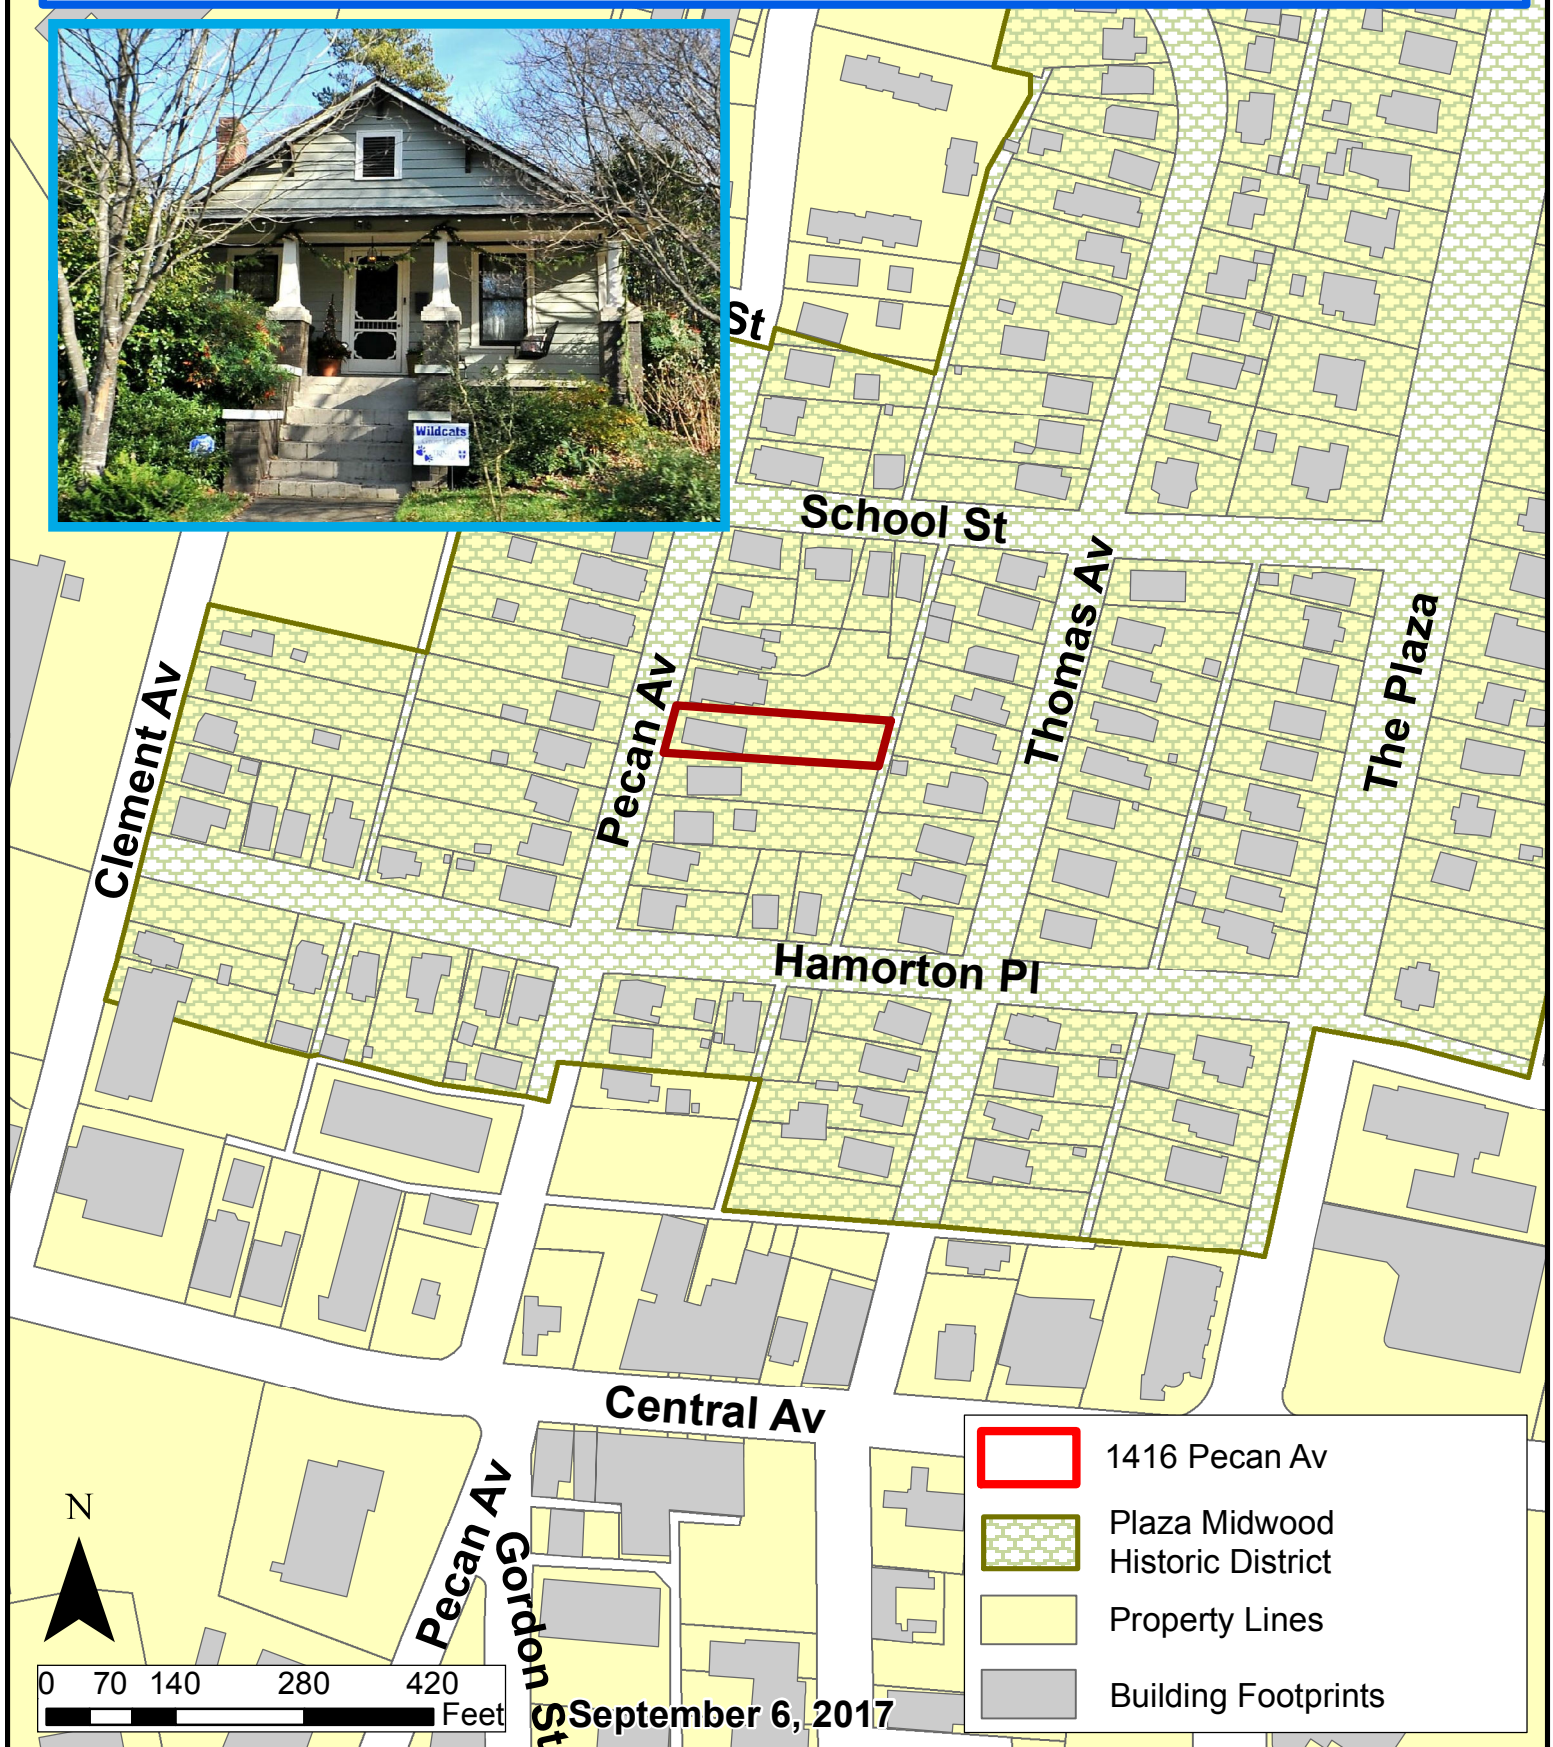 Wildcats
St
School St
Thomas Av
The Plaza
Pecan Av
Clement Av
Hamorton Pl
Central Av
Pecan Av
Gordon St
N
0 70 140 280 420
Feet
September 6, 2017
1416 Pecan Av
Plaza Midwood
Historic District
Property Lines
Building Footprints